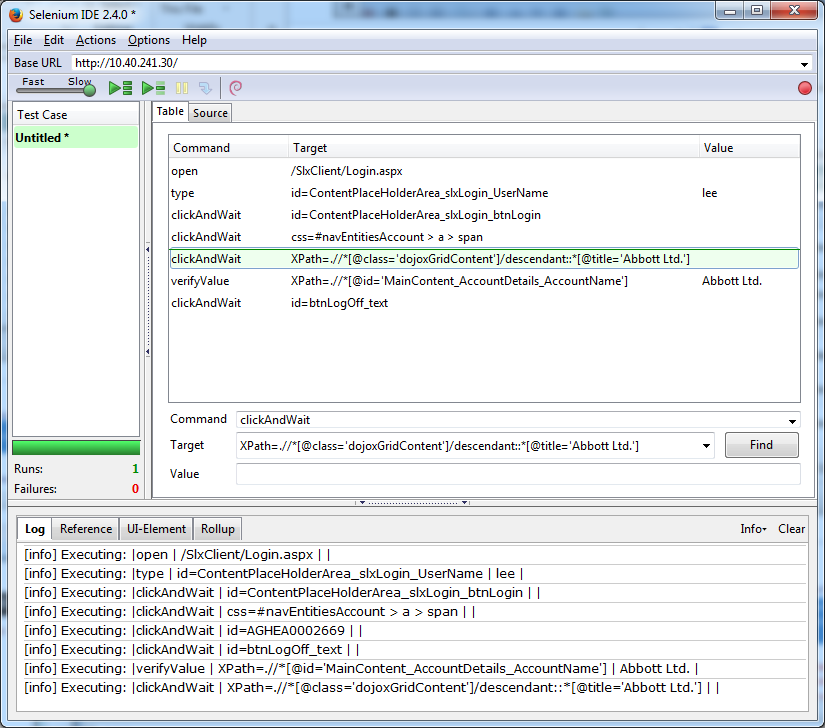 Selenium IDE 2.4.0 *
File Edit Actions Options Help
Base URL http://10.40.241.30/
Fast Slow
Test Case
Untitled *
Table Source
Command Target Value
open /SlxClient/Login.aspx
type id=ContentPlaceHolderArea_slxLogin_UserName lee
clickAndWait id=ContentPlaceHolderArea_slxLogin_btnLogin
clickAndWait css=#navEntitiesAccount > a > span
clickAndWait XPath=.//*[@class='dojoxGridContent']/descendant::*[@title='Abbott Ltd.']
verifyValue XPath=.//*[@id='MainContent_AccountDetails_AccountName'] Abbott Ltd.
clickAndWait id=btnLogOff_text
Command clickAndWait
Target XPath=.//*[@class='dojoxGridContent']/descendant::*[@title='Abbott Ltd.'] Find
Value
Runs: 1
Failures: 0
Log Reference UI-Element Rollup Info Clear
[info] Executing: |open | /SlxClient/Login.aspx | |
[info] Executing: |type | id=ContentPlaceHolderArea_slxLogin_UserName | lee |
[info] Executing: |clickAndWait | id=ContentPlaceHolderArea_slxLogin_btnLogin | |
[info] Executing: |clickAndWait | css=#navEntitiesAccount > a > span | |
[info] Executing: |clickAndWait | id=AGHEA0002669 | |
[info] Executing: |clickAndWait | id=btnLogOff_text | |
[info] Executing: |verifyValue | XPath=.//*[@id='MainContent_AccountDetails_AccountName'] | Abbott Ltd. |
[info] Executing: |clickAndWait | XPath=.//*[@class='dojoxGridContent']/descendant::*[@title='Abbott Ltd.'] | |